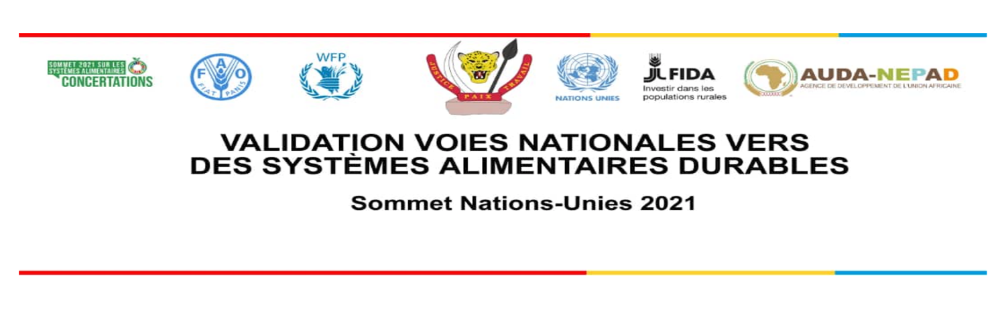 SOMMET 2021 SUR LES
SYSTÈMES ALIMENTAIRES
CONCERTATIONS
F A O
FIAT PANIS
WFP
JUSTICE PAIX TRAVAIL
NATIONS UNIES
JL FIDA
Investir dans les
populations rurales
AUDA-NEPAD
AGENCE DE DEVELOPPEMENT DE L'UNION AFRICAINE
VALIDATION VOIES NATIONALES VERS
DES SYSTÈMES ALIMENTAIRES DURABLES
Sommet Nations-Unies 2021